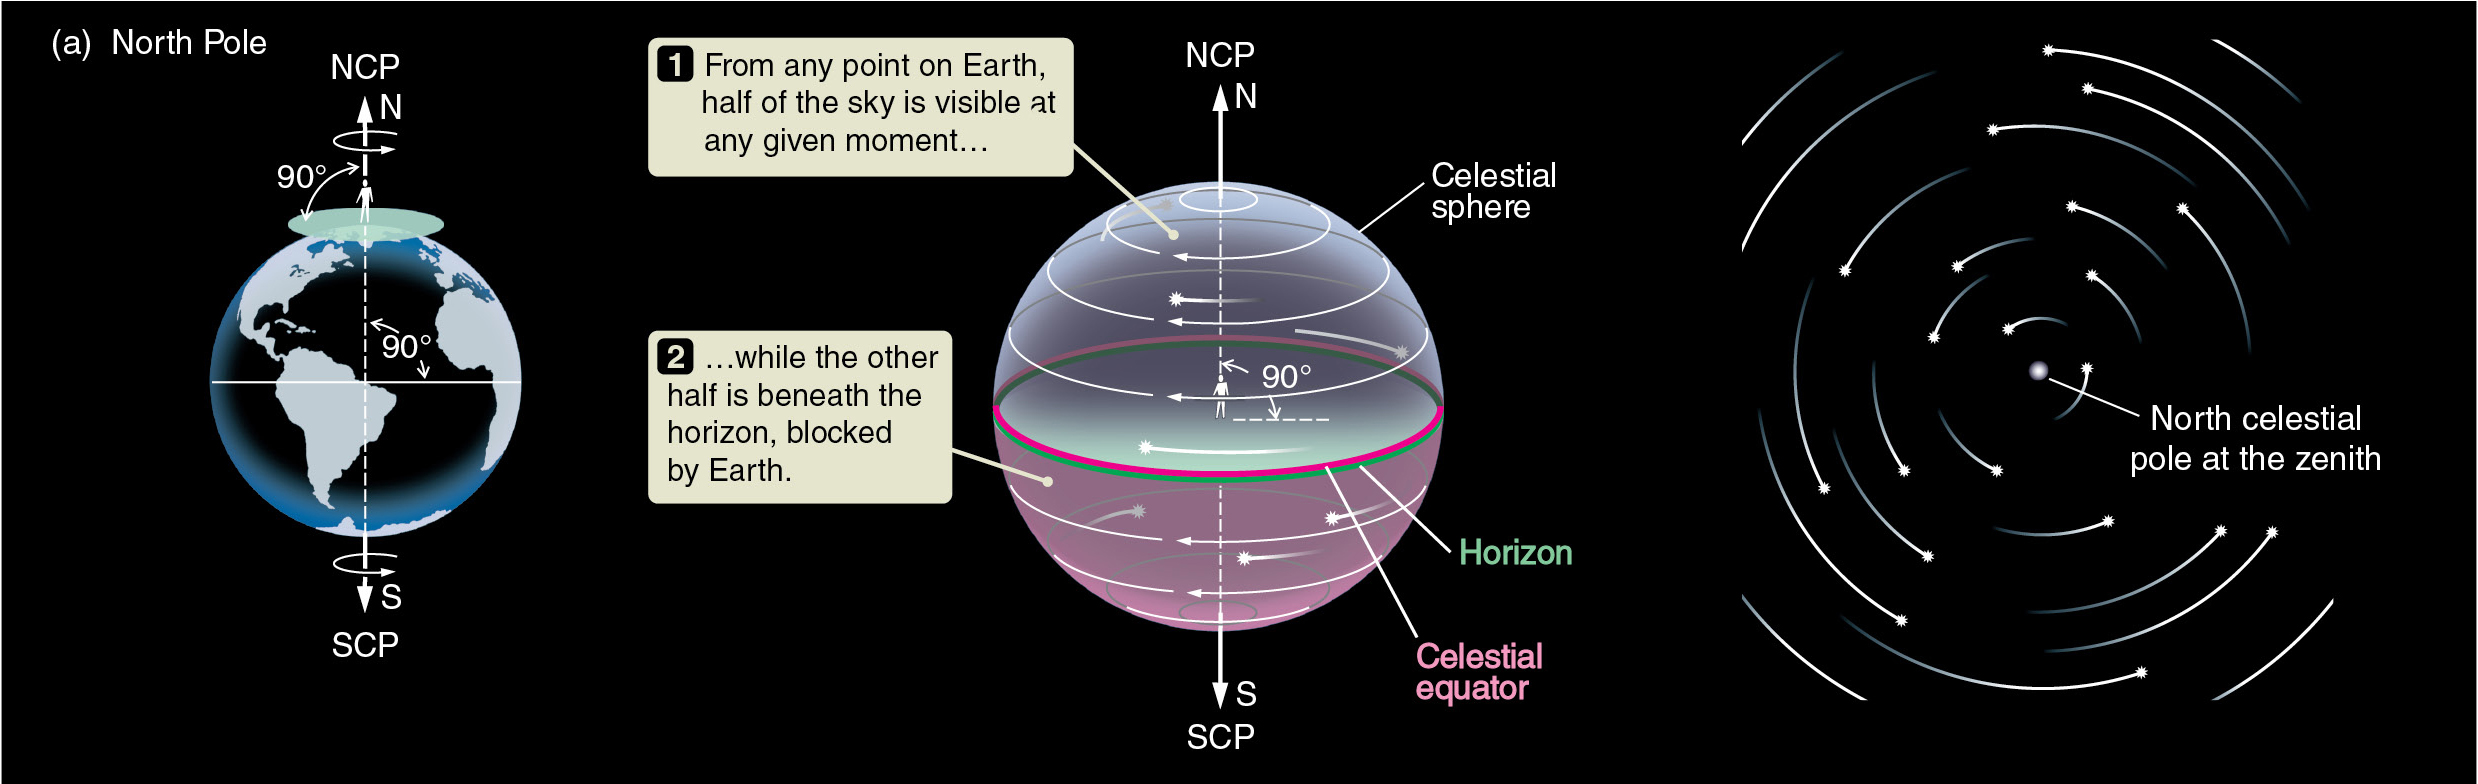 (a) North Pole
NCP
N
90°
90°
S
SCP
1 From any point on Earth,
half of the sky is visible at
any given moment…
2 …while the other
half is beneath the
horizon, blocked
by Earth.
NCP
N
Celestial
sphere
90°
Horizon
Celestial
equator
S
SCP
North celestial
pole at the zenith